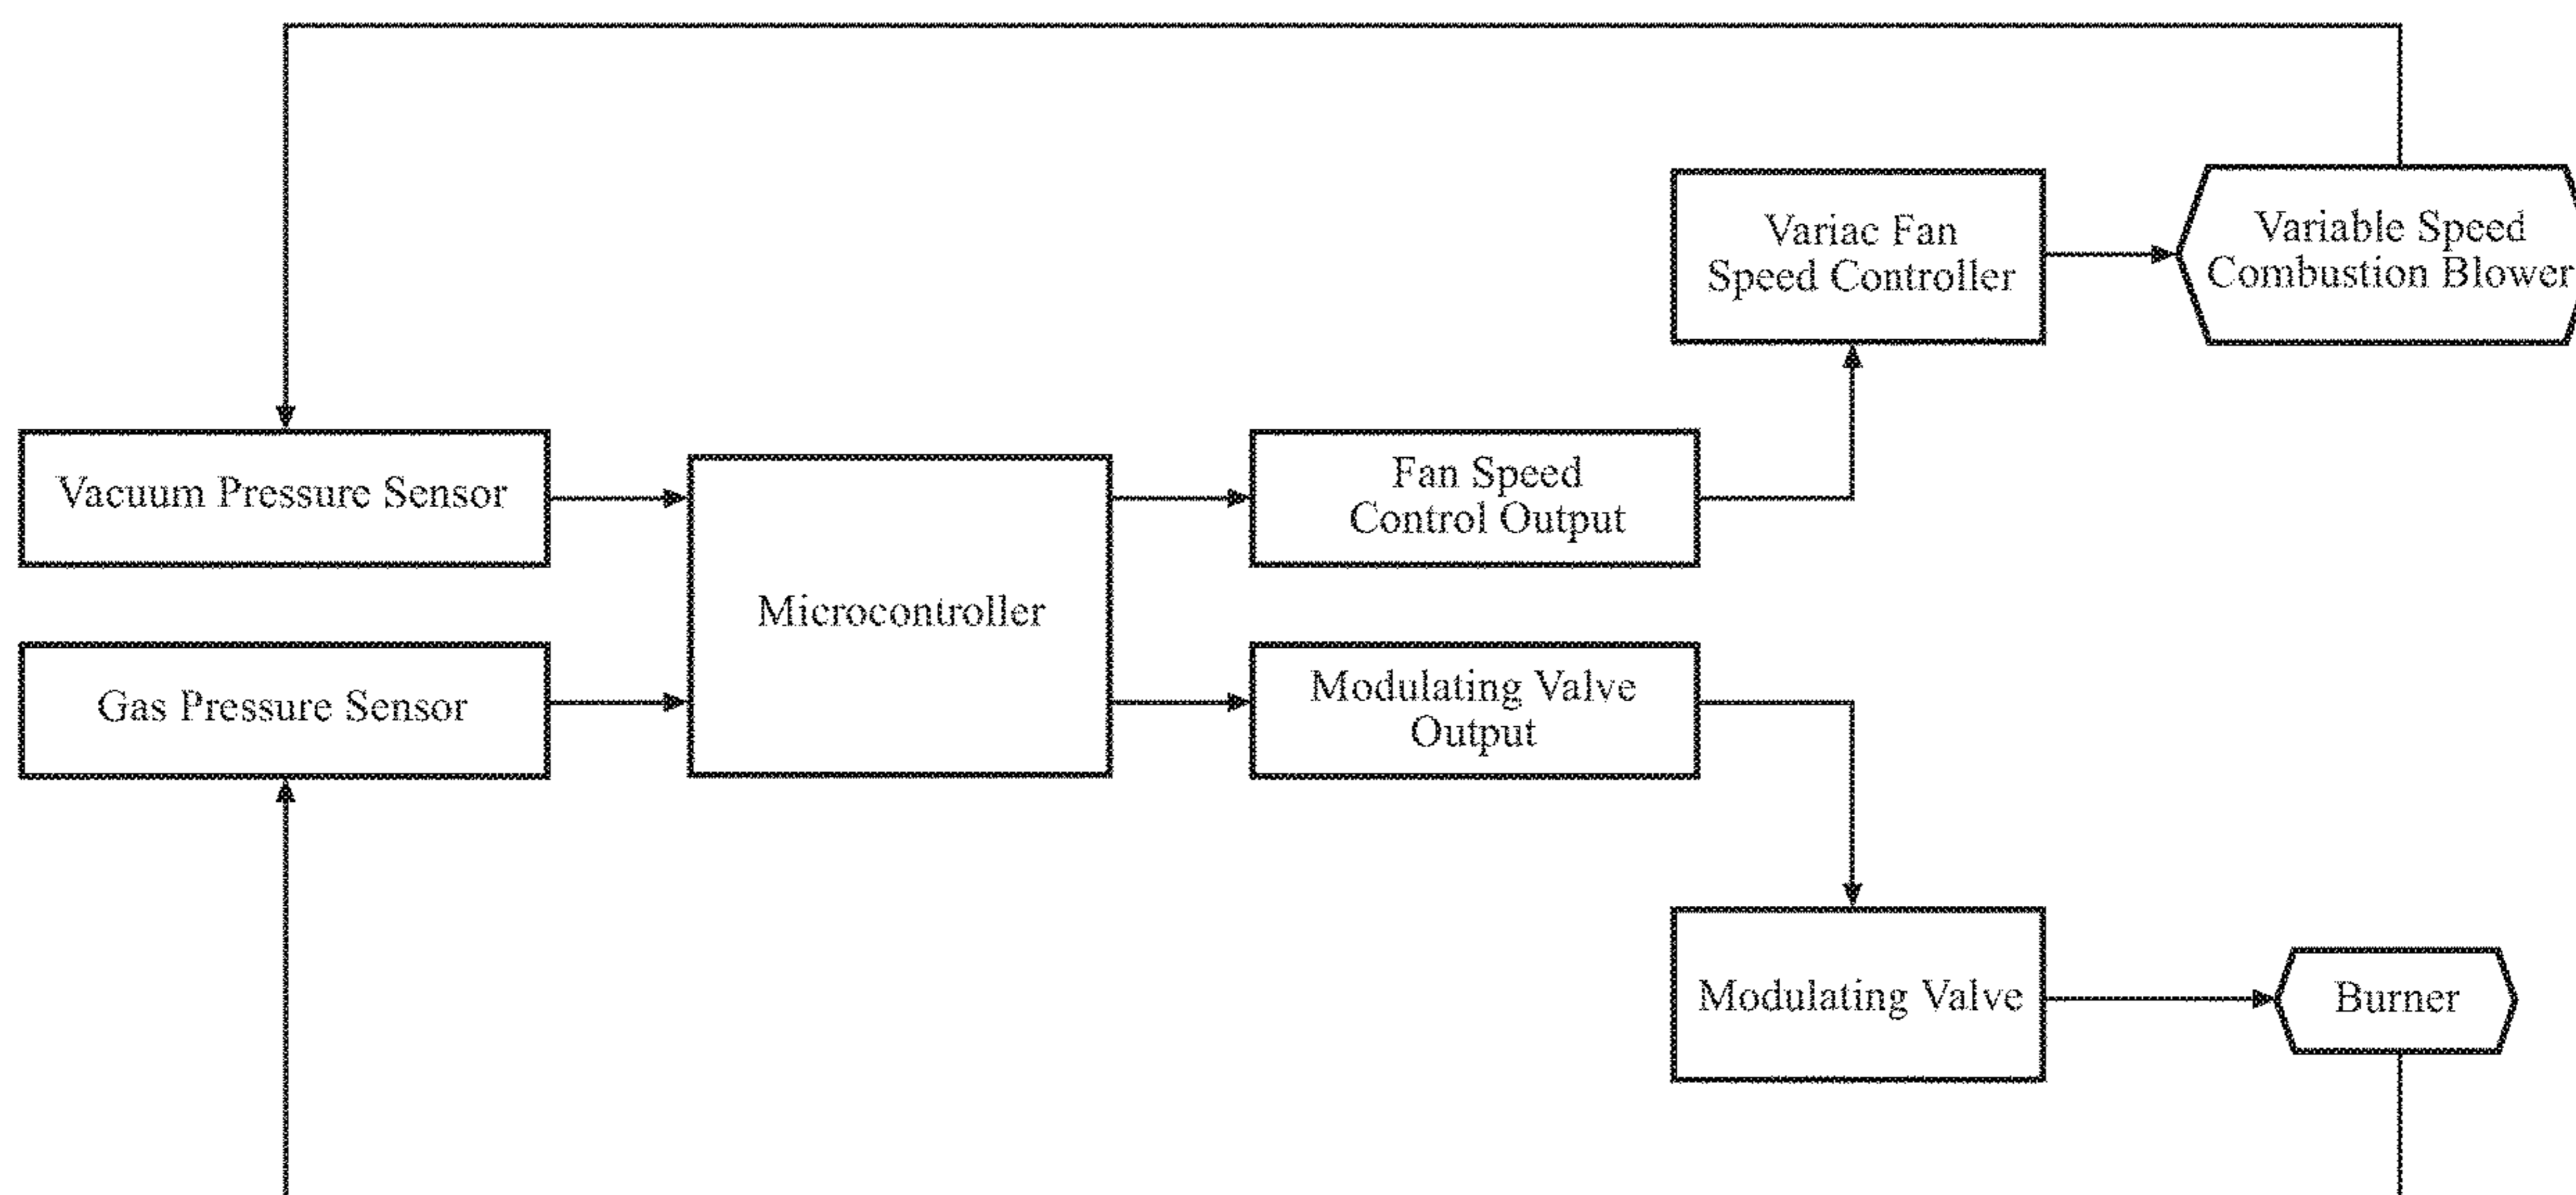 Variac Fan
Speed Controller
Variable Speed
Combustion Blower
Vacuum Pressure Sensor
Fan Speed
Control Output
Microcontroller
Gas Pressure Sensor
Modulating Valve
Output
Modulating Valve
Burner